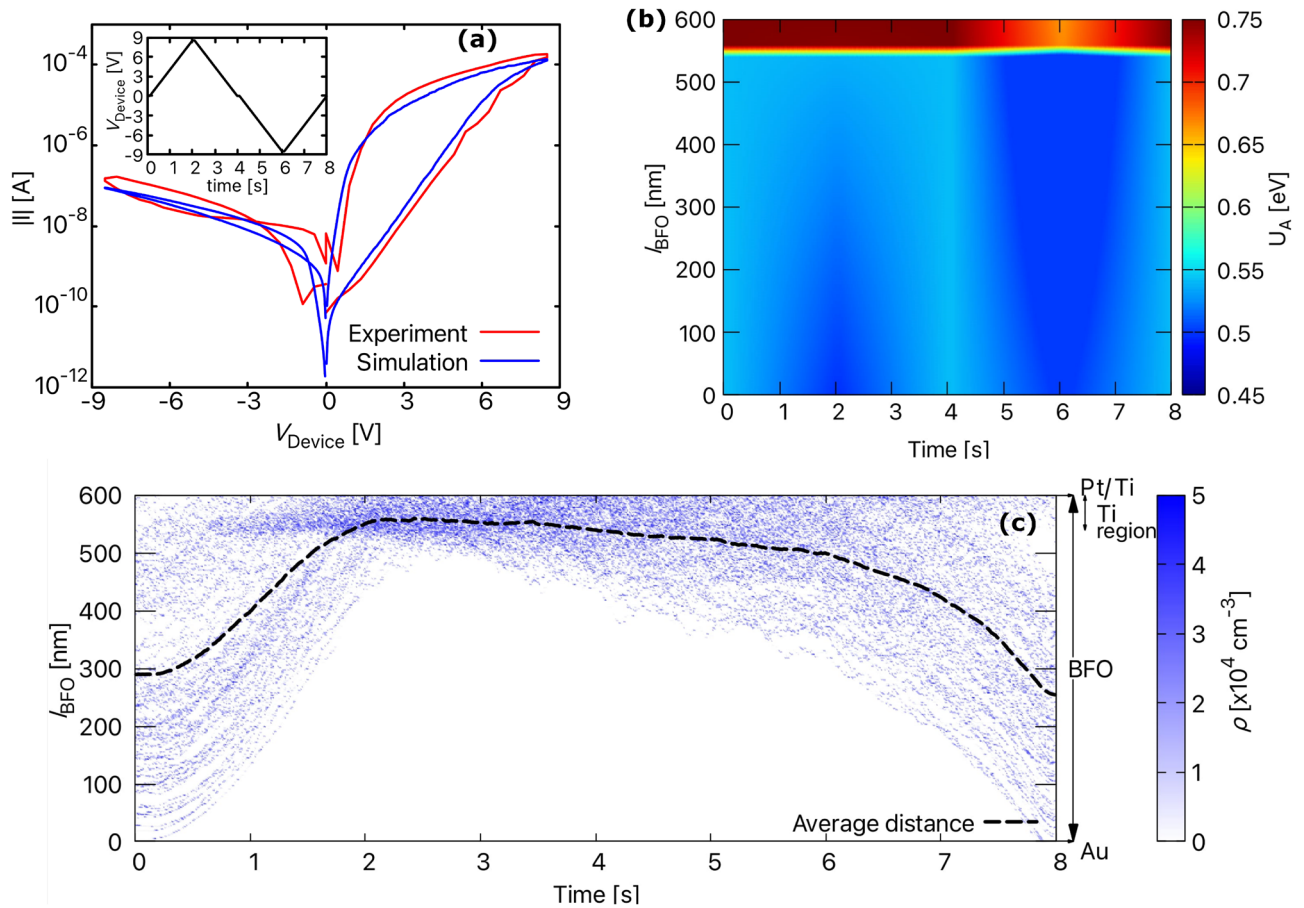 (a)
9
6
3
0
-3
-6
-9
V_Device [V]
0 1 2 3 4 5 6 7 8
time [s]
10^-4
10^-6
10^-8
10^-10
10^-12
|I| [A]
Experiment
Simulation
-9 -6 -3 0 3 6 9
V_Device [V]
(b)
600
500
400
300
200
100
0
l_BFO [nm]
0 1 2 3 4 5 6 7 8
Time [s]
0.75
0.7
0.65
0.6
0.55
0.5
0.45
U_A [eV]
(c)
600
500
400
300
200
100
0
l_BFO [nm]
Average distance
0 1 2 3 4 5 6 7 8
Time [s]
Pt/Ti
Ti
region
BFO
Au
5
4
3
2
1
0
ρ [x10^4 cm^-3]